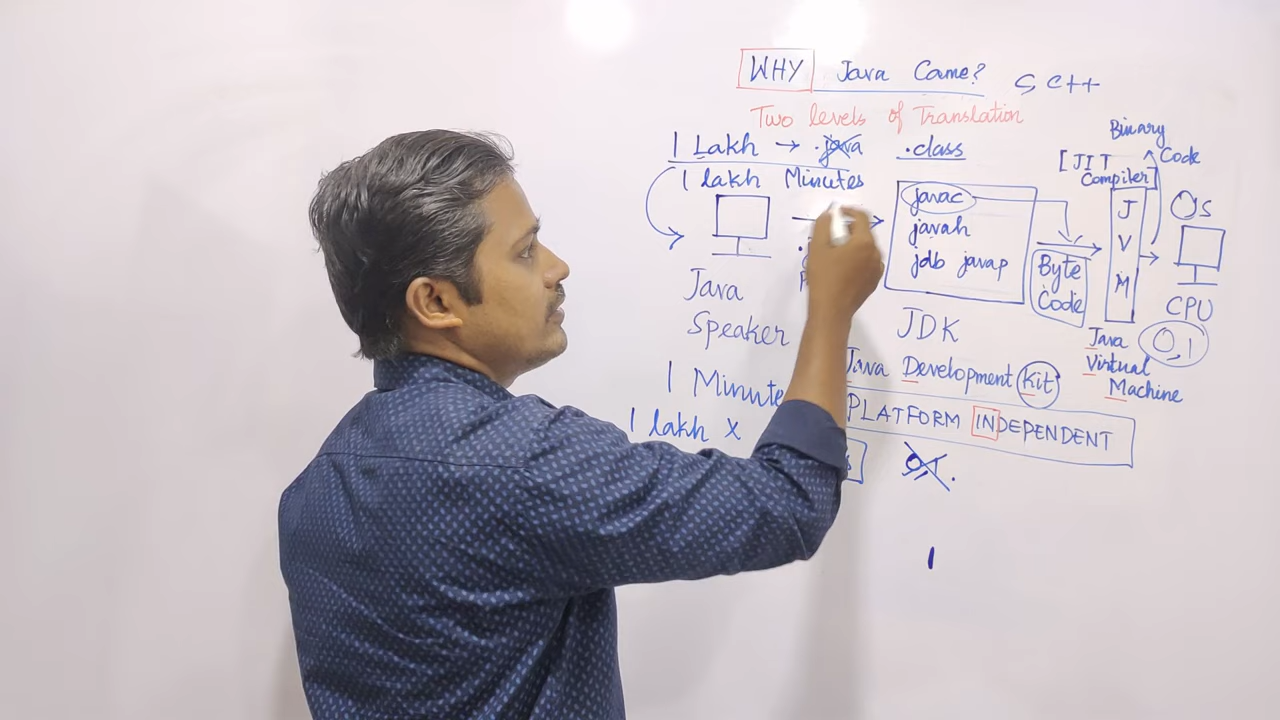 WHY Java Came? C, C++
Two levels of Translation
1 Lakh → .java .class
1 lakh Minutes
Binary
Code
[JIT
Compiler]
javac
javah
jdb javap
Byte
Code
J
V
M
OS
CPU
0,1
Java
Speaker
JDK
Java
Virtual
Machine
1 Minute
Java Development Kit
1 lakh X
PLATFORM INDEPENDENT